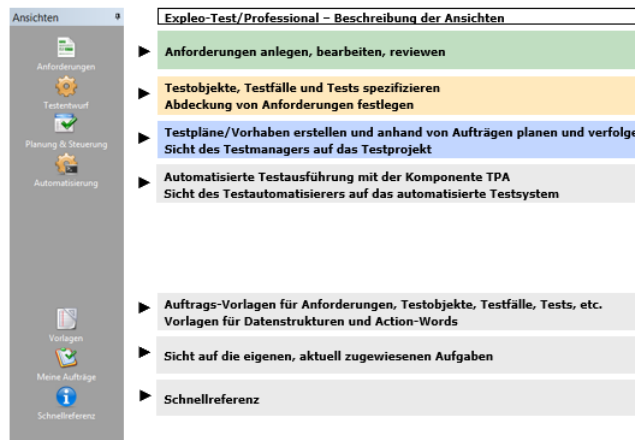 Ansichten
Expleo-Test/Professional – Beschreibung der Ansichten
Anforderungen
Anforderungen anlegen, bearbeiten, reviewen
Testentwurf
Testobjekte, Testfälle und Tests spezifizieren
Abdeckung von Anforderungen festlegen
Planung & Steuerung
Testpläne/Vorhaben erstellen und anhand von Aufträgen planen und verfolge
Sicht des Testmanagers auf das Testprojekt
Automatisierung
Automatisierte Testausführung mit der Komponente TPA
Sicht des Testautomatisierers auf das automatisierte Testsystem
Vorlagen
Auftrags-Vorlagen für Anforderungen, Testobjekte, Testfälle, Tests, etc.
Vorlagen für Datenstrukturen und Action-Words
Meine Aufträge
Sicht auf die eigenen, aktuell zugewiesenen Aufgaben
Schnellreferenz
Schnellreferenz